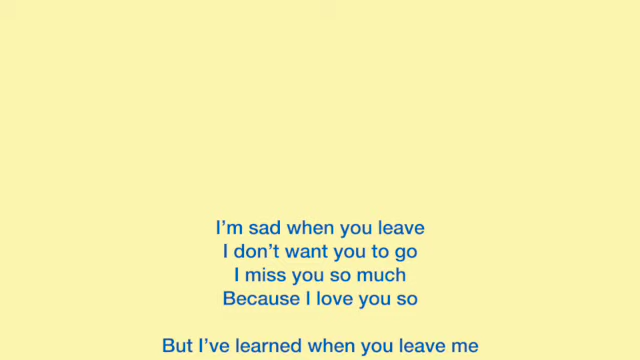 I’m sad when you leave
I don’t want you to go
I miss you so much
Because I love you so
But I’ve learned when you leave me